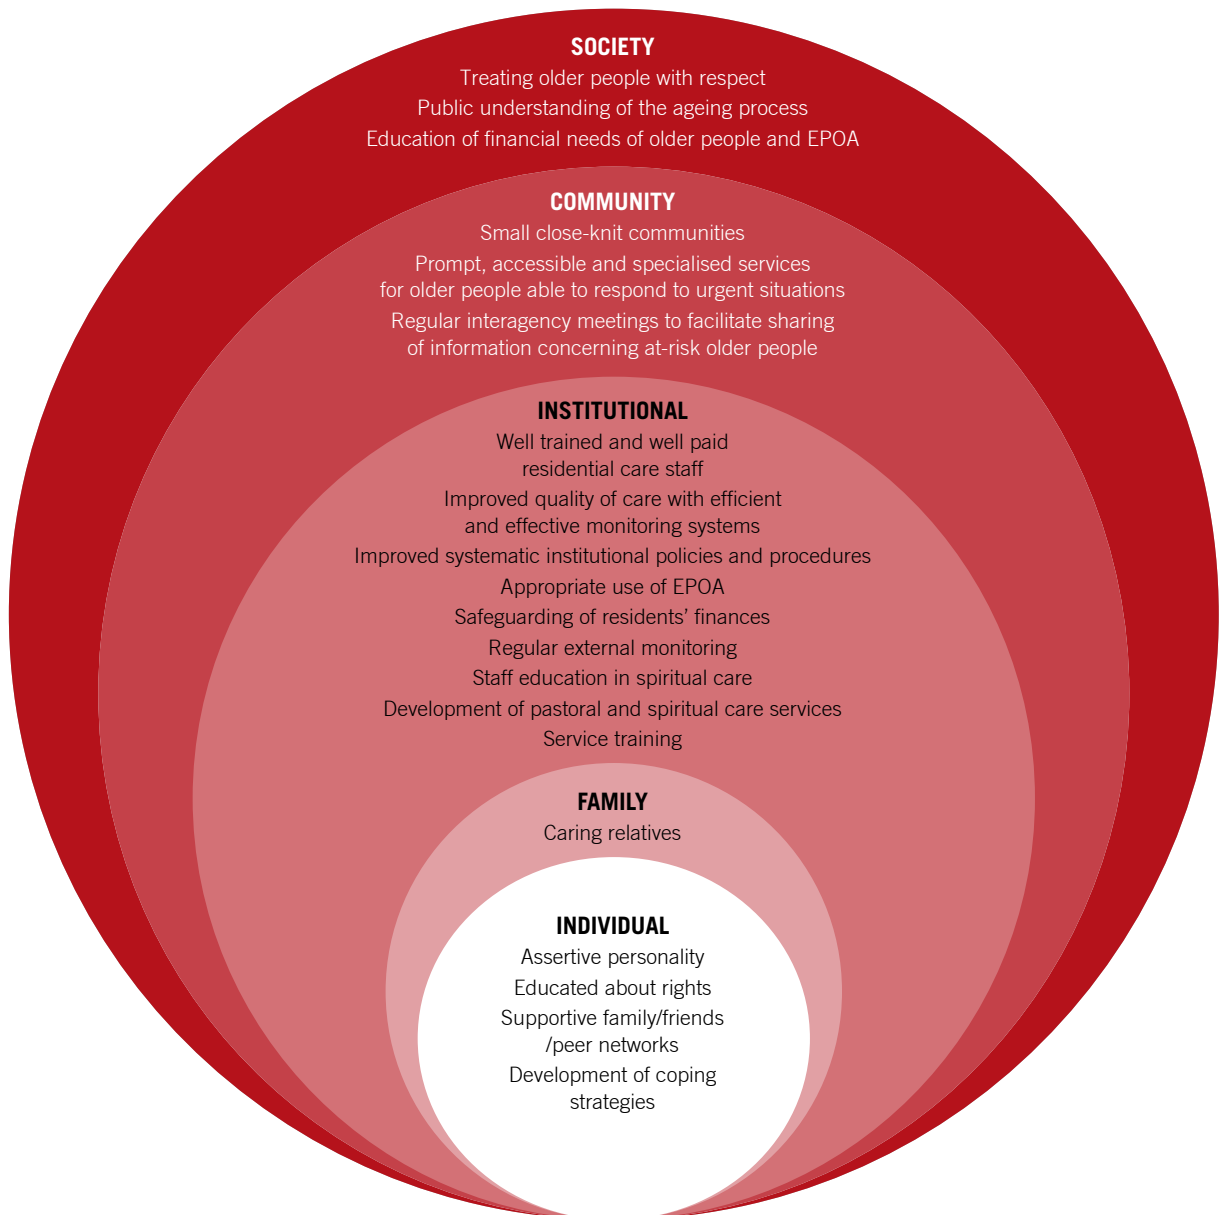 SOCIETY
Treating older people with respect
Public understanding of the ageing process
Education of financial needs of older people and EPOA
COMMUNITY
Small close-knit communities
Prompt, accessible and specialised services
for older people able to respond to urgent situations
Regular interagency meetings to facilitate sharing
of information concerning at-risk older people
INSTITUTIONAL
Well trained and well paid
residential care staff
Improved quality of care with efficient
and effective monitoring systems
Improved systematic institutional policies and procedures
Appropriate use of EPOA
Safeguarding of residents’ finances
Regular external monitoring
Staff education in spiritual care
Development of pastoral and spiritual care services
Service training
FAMILY
Caring relatives
INDIVIDUAL
Assertive personality
Educated about rights
Supportive family/friends
/peer networks
Development of coping
strategies